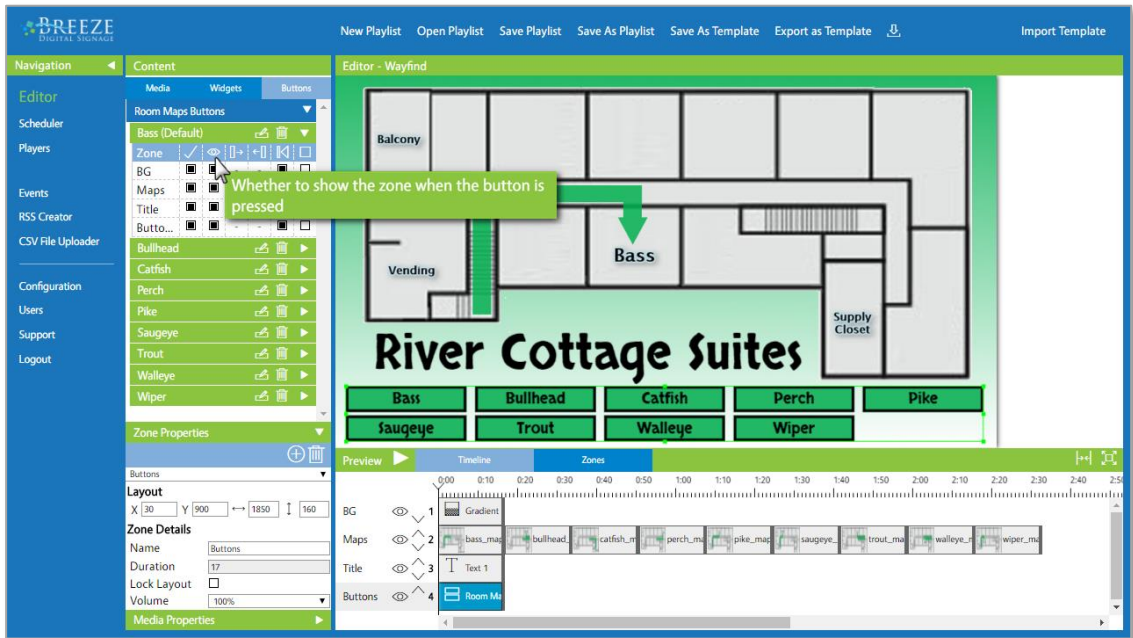 BREEZE
DIGITAL SIGNAGE
New Playlist Open Playlist Save Playlist Save As Playlist Save As Template Export as Template Import Template
Navigation
Editor
Scheduler
Players
Events
RSS Creator
CSV File Uploader
Configuration
Users
Support
Logout
Content
Media Widgets Buttons
Room Maps Buttons
Bass (Default)
Zone
BG
Maps
Title
Butto...
Whether to show the zone when the button is
pressed
Bullhead
Catfish
Perch
Pike
Saugeye
Trout
Walleye
Wiper
Zone Properties
Buttons
Layout
X 30 Y 900 1850 160
Zone Details
Name Buttons
Duration 17
Lock Layout
Volume 100%
Media Properties
Editor - Wayfind
Balcony
Bass
Vending
Supply
Closet
River Cottage Suites
Bass Bullhead Catfish Perch Pike
Saugeye Trout Walleye Wiper
Preview Timeline Zones
0:00 0:10 0:20 0:30 0:40 0:50 1:00 1:10 1:20 1:30 1:40 1:50 2:00 2:10 2:20 2:30 2:40 2:50
BG 1 Gradient
Maps 2 bass_map bullhead_ catfish_m perch_ma pike_map saugeye_ trout_ma walleye_r wiper_ma
Title 3 T Text 1
Buttons 4 Room Ma